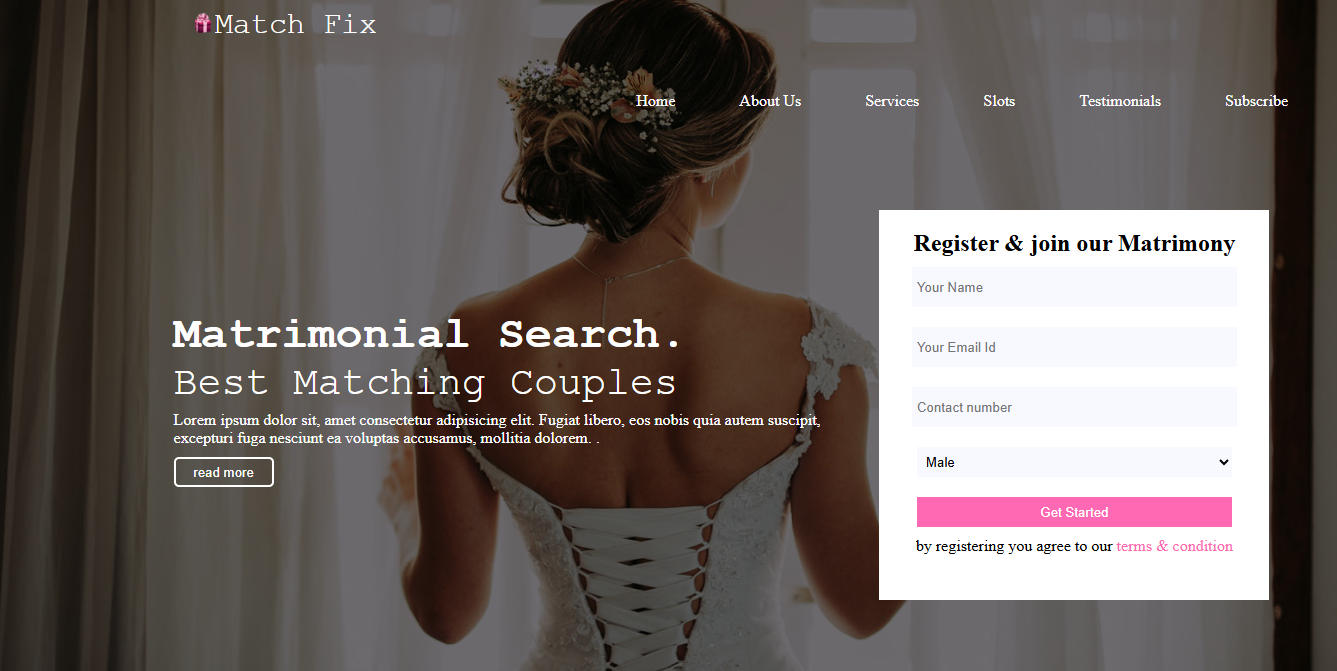 Match Fix
Home About Us Services Slots Testimonials Subscribe
Register & join our Matrimony
Your Name
Your Email Id
Contact number
Male
Get Started
by registering you agree to our terms & condition
Matrimonial Search.
Best Matching Couples
Lorem ipsum dolor sit, amet consectetur adipisicing elit. Fugiat libero, eos nobis quia autem suscipit,
excepturi fuga nesciunt ea voluptas accusamus, mollitia dolorem. .
read more